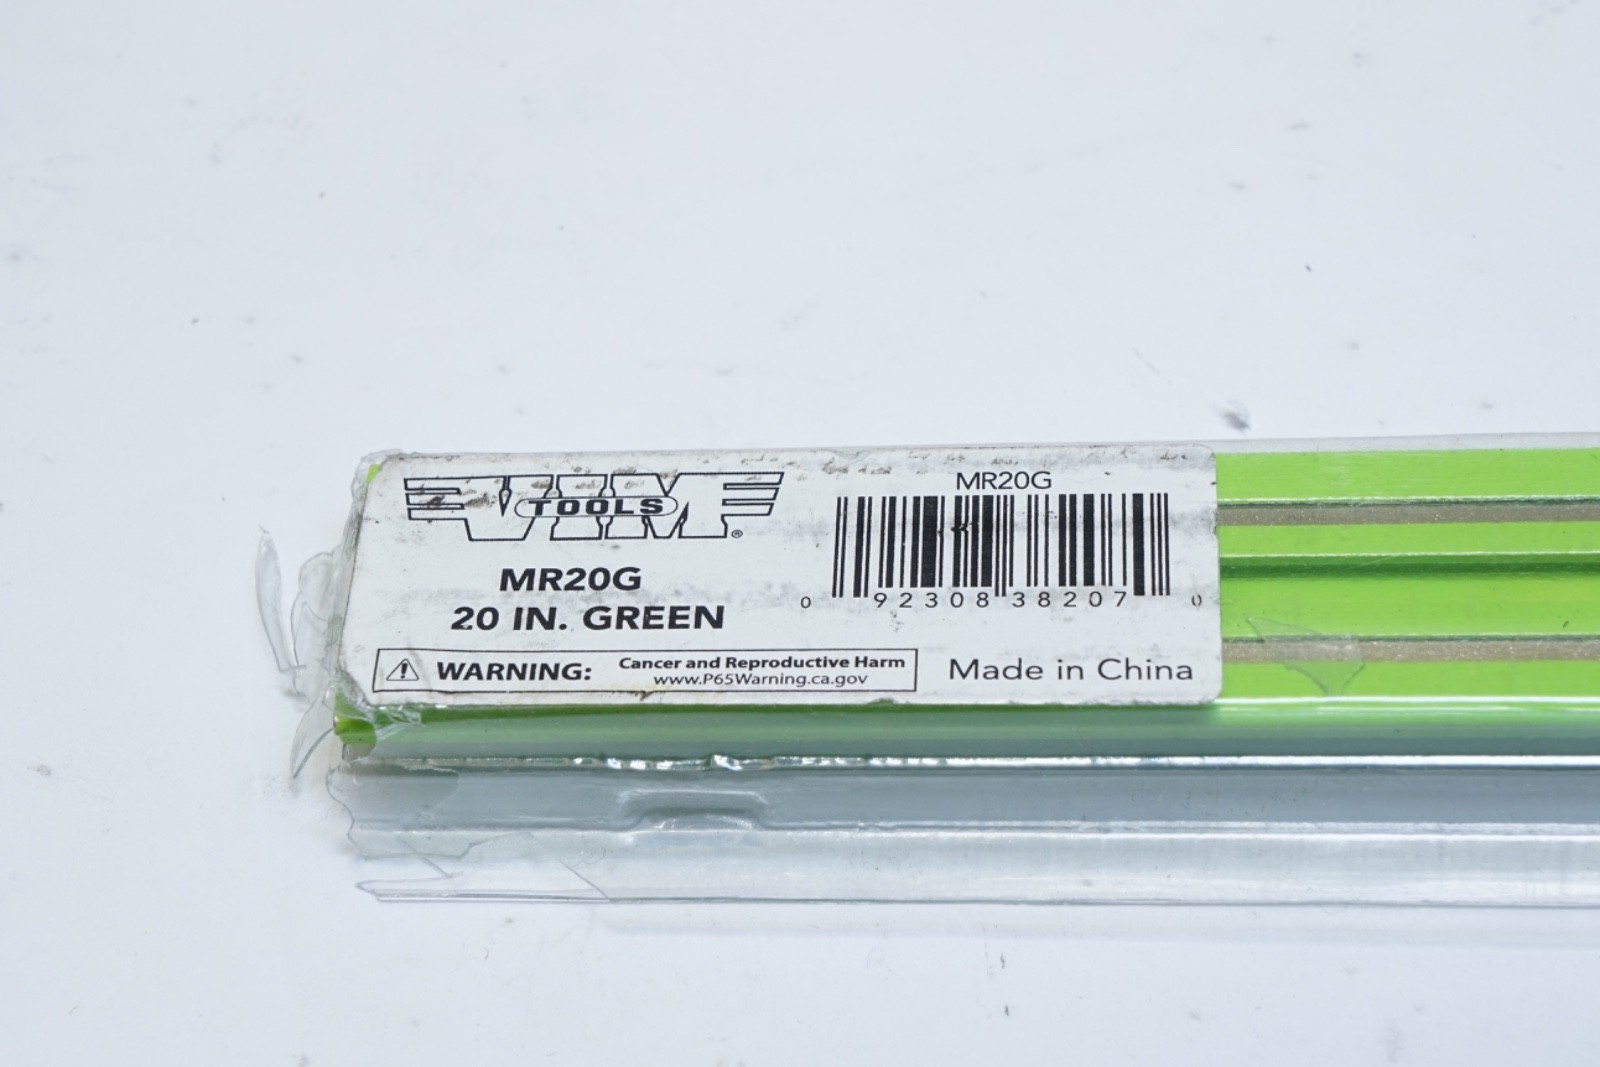 VIM
TOOLS
®
MR20G
20 IN. GREEN
WARNING: Cancer and Reproductive Harm
www.P65Warning.ca.gov
MR20G
0 92308 38207 0
Made in China